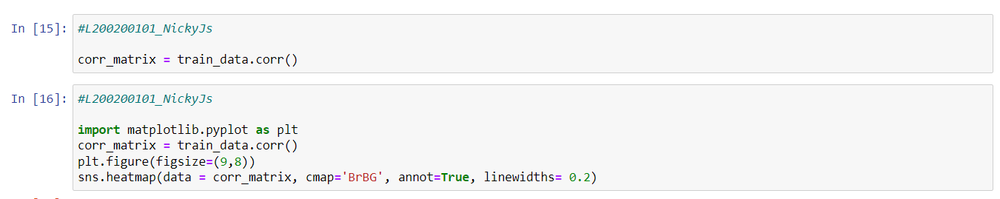 In [15]: #L200200101_NickyJs
corr_matrix = train_data.corr()
In [16]: #L200200101_NickyJs
import matplotlib.pyplot as plt
corr_matrix = train_data.corr()
plt.figure(figsize=(9,8))
sns.heatmap(data = corr_matrix, cmap='BrBG', annot=True, linewidths= 0.2)